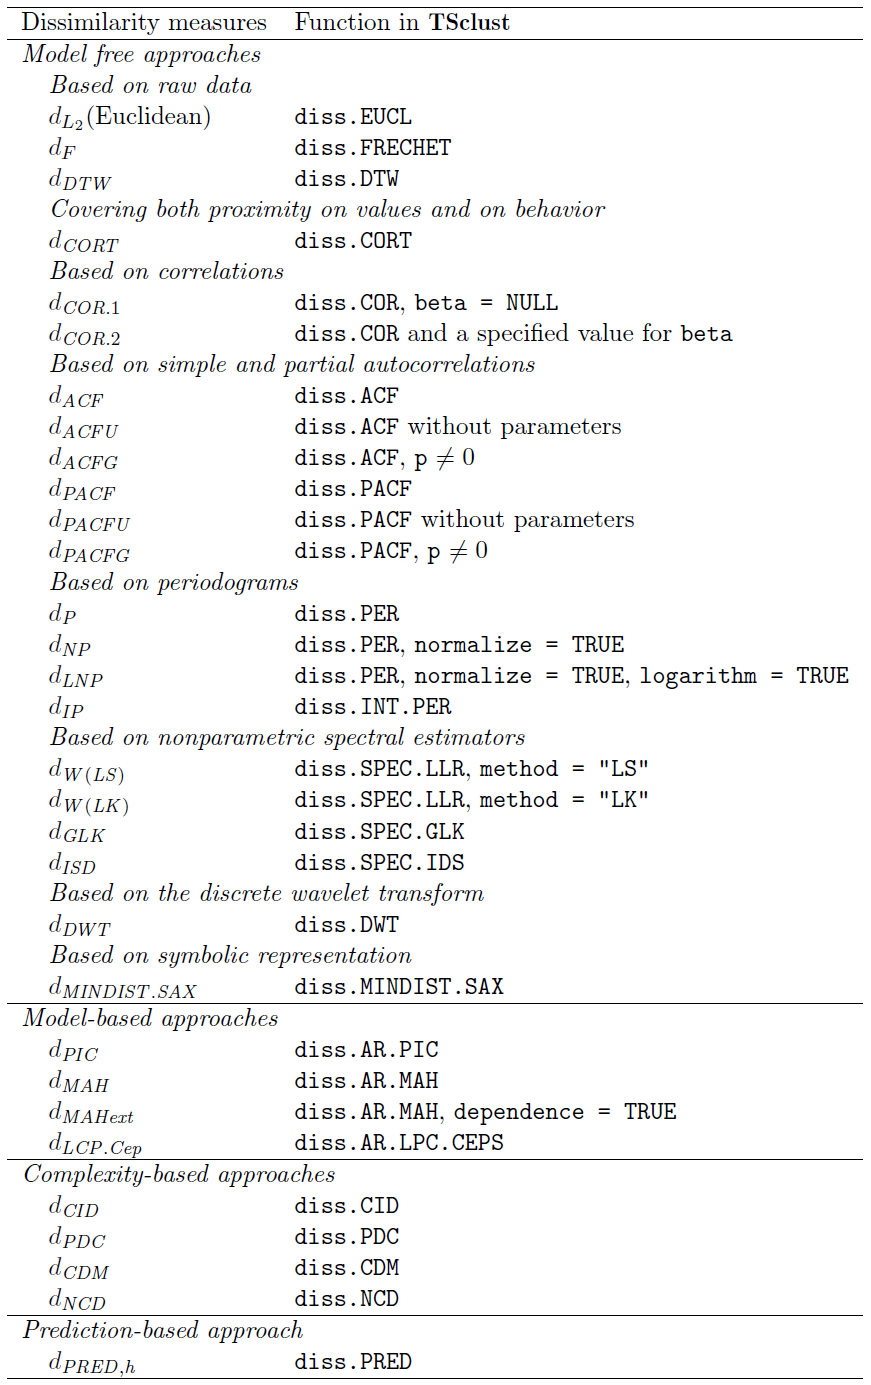 Dissimilarity measures Function in TSclust
Model free approaches
Based on raw data
d_{L_2}(Euclidean) diss.EUCL
d_F diss.FRECHET
d_{DTW} diss.DTW
Covering both proximity on values and on behavior
d_{CORT} diss.CORT
Based on correlations
d_{COR.1} diss.COR, beta = NULL
d_{COR.2} diss.COR and a specified value for beta
Based on simple and partial autocorrelations
d_{ACF} diss.ACF
d_{ACFU} diss.ACF without parameters
d_{ACFG} diss.ACF, p ≠ 0
d_{PACF} diss.PACF
d_{PACFU} diss.PACF without parameters
d_{PACFG} diss.PACF, p ≠ 0
Based on periodograms
d_P diss.PER
d_{NP} diss.PER, normalize = TRUE
d_{LNP} diss.PER, normalize = TRUE, logarithm = TRUE
d_{IP} diss.INT.PER
Based on nonparametric spectral estimators
d_{W(LS)} diss.SPEC.LLR, method = "LS"
d_{W(LK)} diss.SPEC.LLR, method = "LK"
d_{GLK} diss.SPEC.GLK
d_{ISD} diss.SPEC.IDS
Based on the discrete wavelet transform
d_{DWT} diss.DWT
Based on symbolic representation
d_{MINDIST.SAX} diss.MINDIST.SAX
Model-based approaches
d_{PIC} diss.AR.PIC
d_{MAH} diss.AR.MAH
d_{MAHext} diss.AR.MAH, dependence = TRUE
d_{LCP.Cep} diss.AR.LPC.CEPS
Complexity-based approaches
d_{CID} diss.CID
d_{PDC} diss.PDC
d_{CDM} diss.CDM
d_{NCD} diss.NCD
Prediction-based approach
d_{PRED,h} diss.PRED